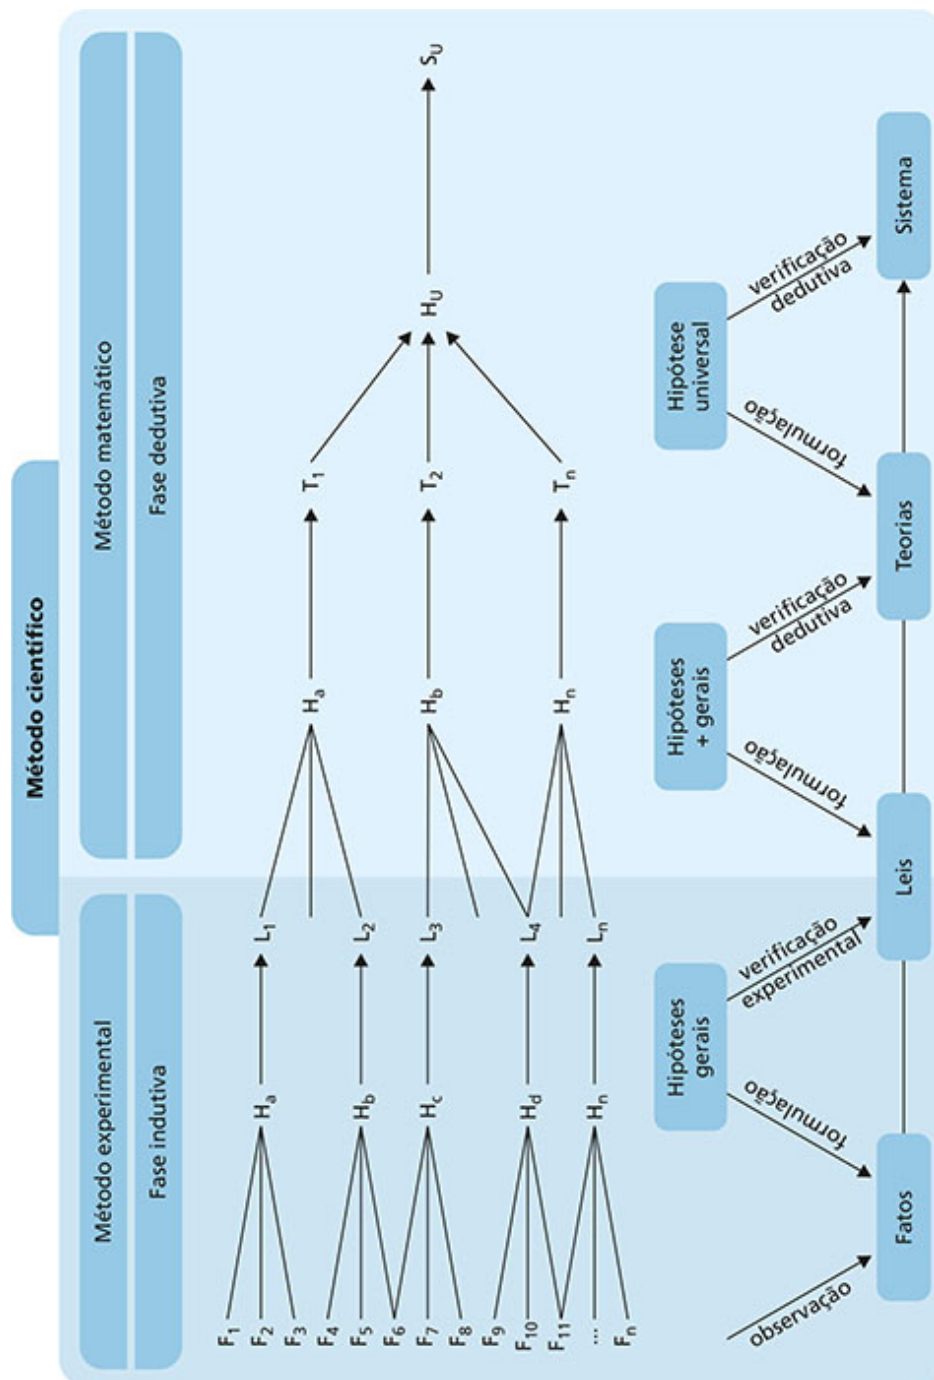 Método científico
Método experimental
Método matemático
Fase indutiva
Fase dedutiva
F1
F2
F3
F4
F5
F6
F7
F8
F9
F10
F11
...
Fn
Ha
Hb
Hc
Hd
Hn
L1
L2
L3
L4
Ln
Ha
Hb
Hn
T1
T2
Tn
HU
SU
Hipóteses
gerais
Hipóteses
+ gerais
Hipótese
universal
observação
formulação
verificação
experimental
formulação
verificação
dedutiva
formulação
verificação
dedutiva
Fatos
Leis
Teorias
Sistema